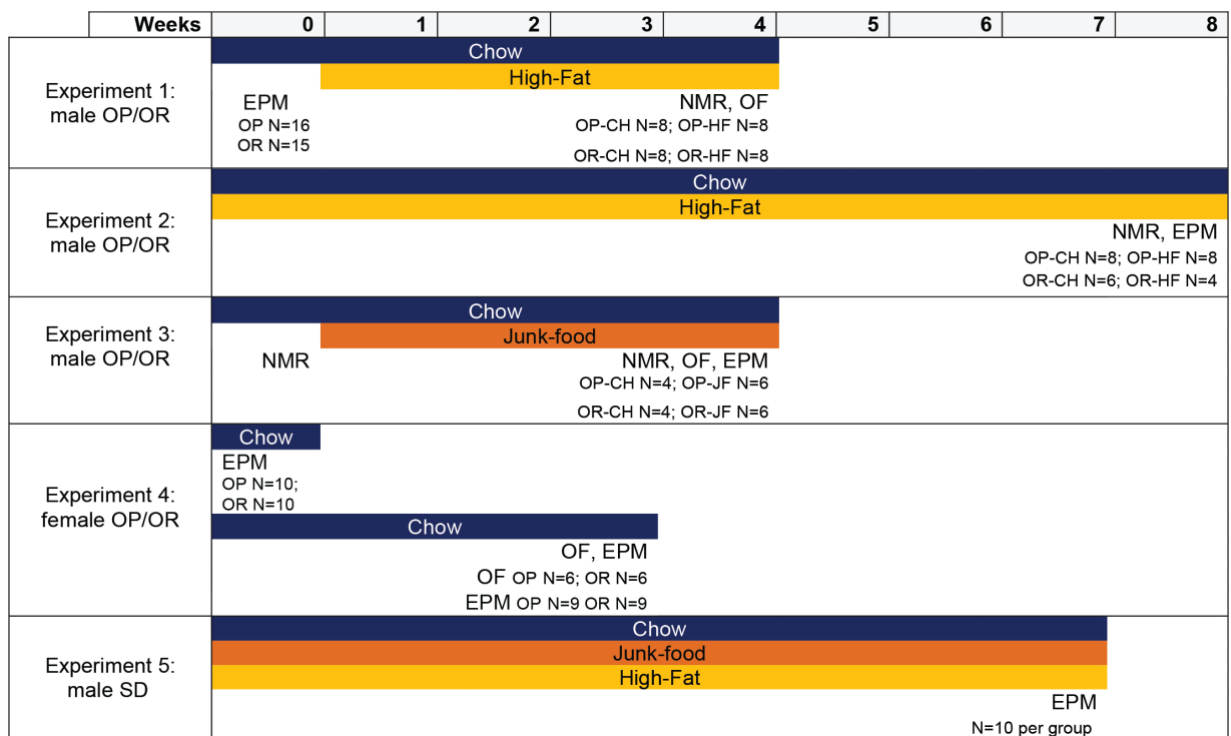 Weeks 0 1 2 3 4 5 6 7 8
Experiment 1:
male OP/OR
Chow
High-Fat
EPM
OP N=16
OR N=15
NMR, OF
OP-CH N=8; OP-HF N=8
OR-CH N=8; OR-HF N=8
Experiment 2:
male OP/OR
Chow
High-Fat
NMR, EPM
OP-CH N=8; OP-HF N=8
OR-CH N=6; OR-HF N=4
Experiment 3:
male OP/OR
Chow
Junk-food
NMR
NMR, OF, EPM
OP-CH N=4; OP-JF N=6
OR-CH N=4; OR-JF N=6
Experiment 4:
female OP/OR
Chow
EPM
OP N=10;
OR N=10
Chow
OF, EPM
OF OP N=6; OR N=6
EPM OP N=9 OR N=9
Experiment 5:
male SD
Chow
Junk-food
High-Fat
EPM
N=10 per group